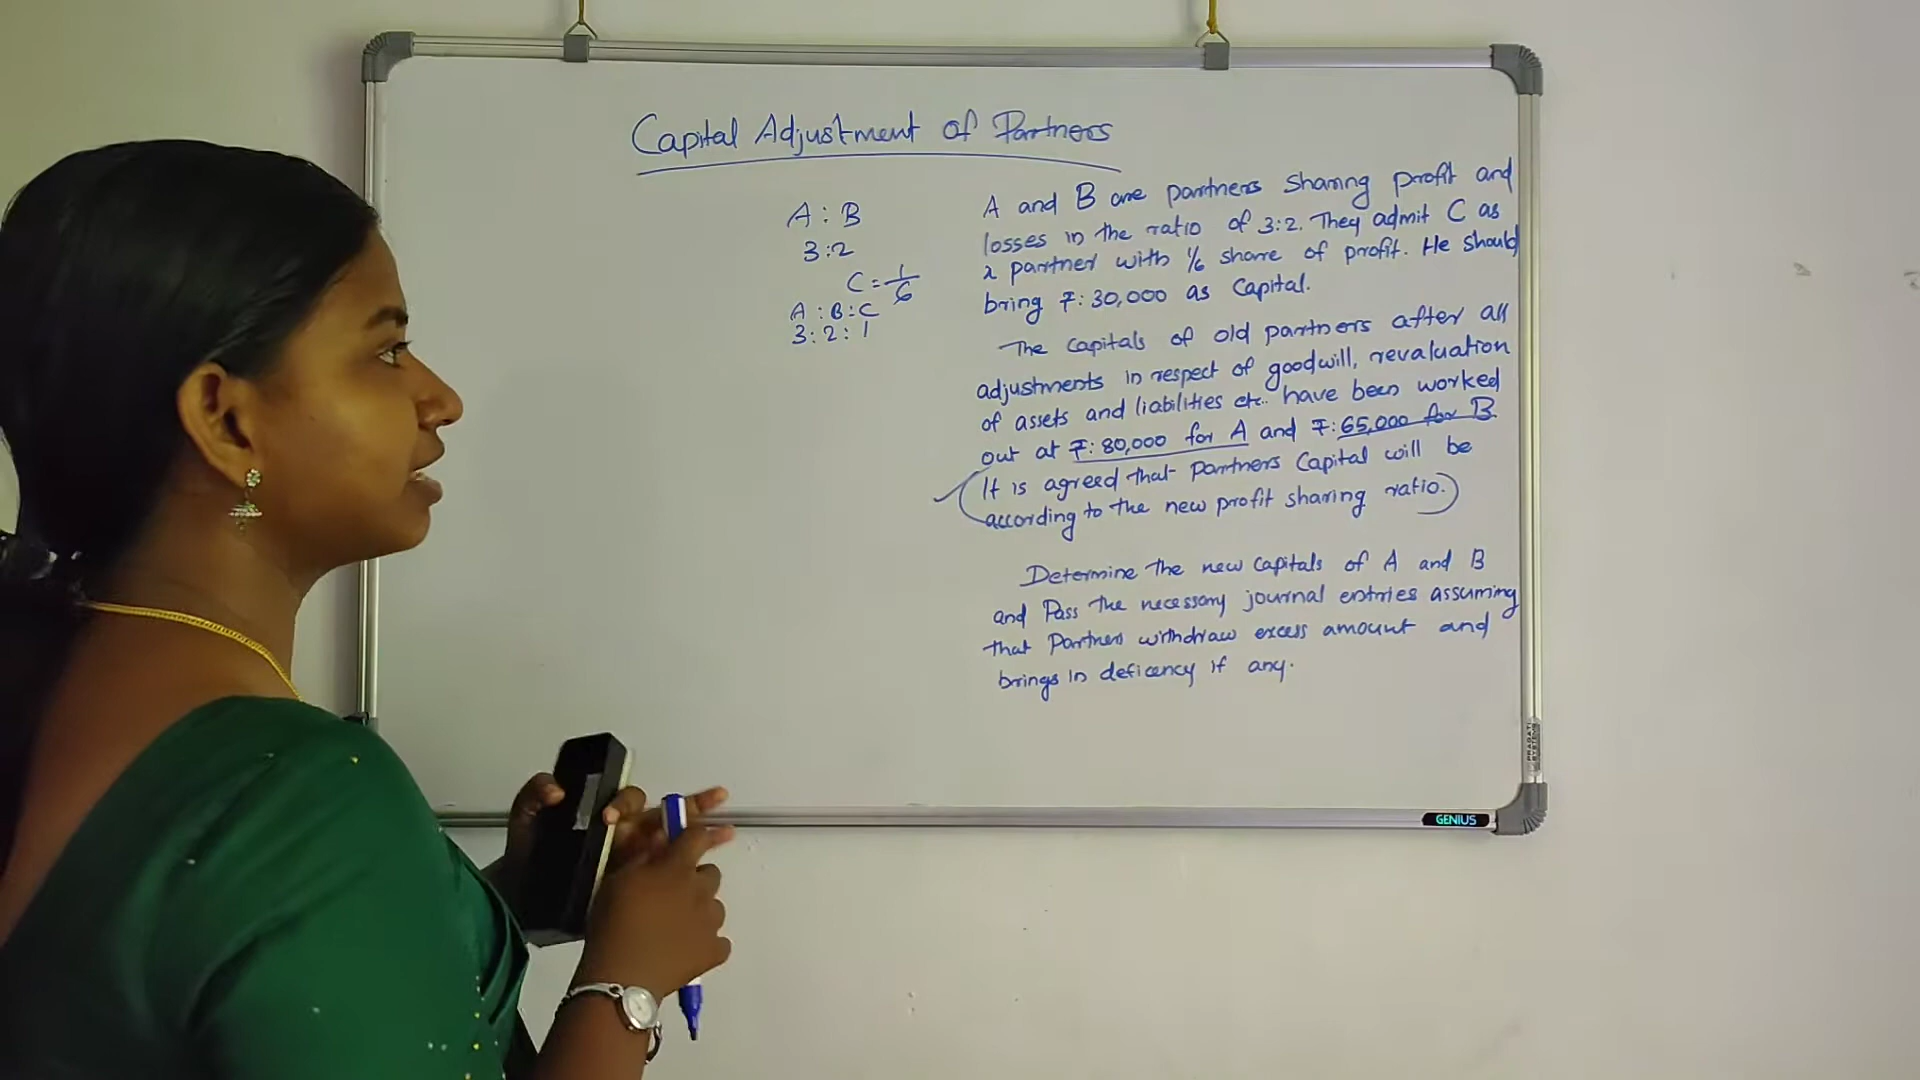 Capital Adjustment of Partners
A : B
3:2
C = 1/6
A : B : C
3 : 2 : 1
A and B are partners sharing profit and
losses in the ratio of 3:2. They admit C as
a partner with 1/6 share of profit. He should
bring ₹: 30,000 as Capital.
The capitals of old partners after all
adjustments in respect of goodwill, revaluation
of assets and liabilities etc.. have been worked
out at ₹: 80,000 for A and ₹: 65,000 for B.
(It is agreed that partners Capital will be
according to the new profit sharing ratio.)
Determine the new capitals of A and B
and Pass the necessary journal entries assuming
that Partners withdraw excess amount and
brings in deficency if any.
GENIUS